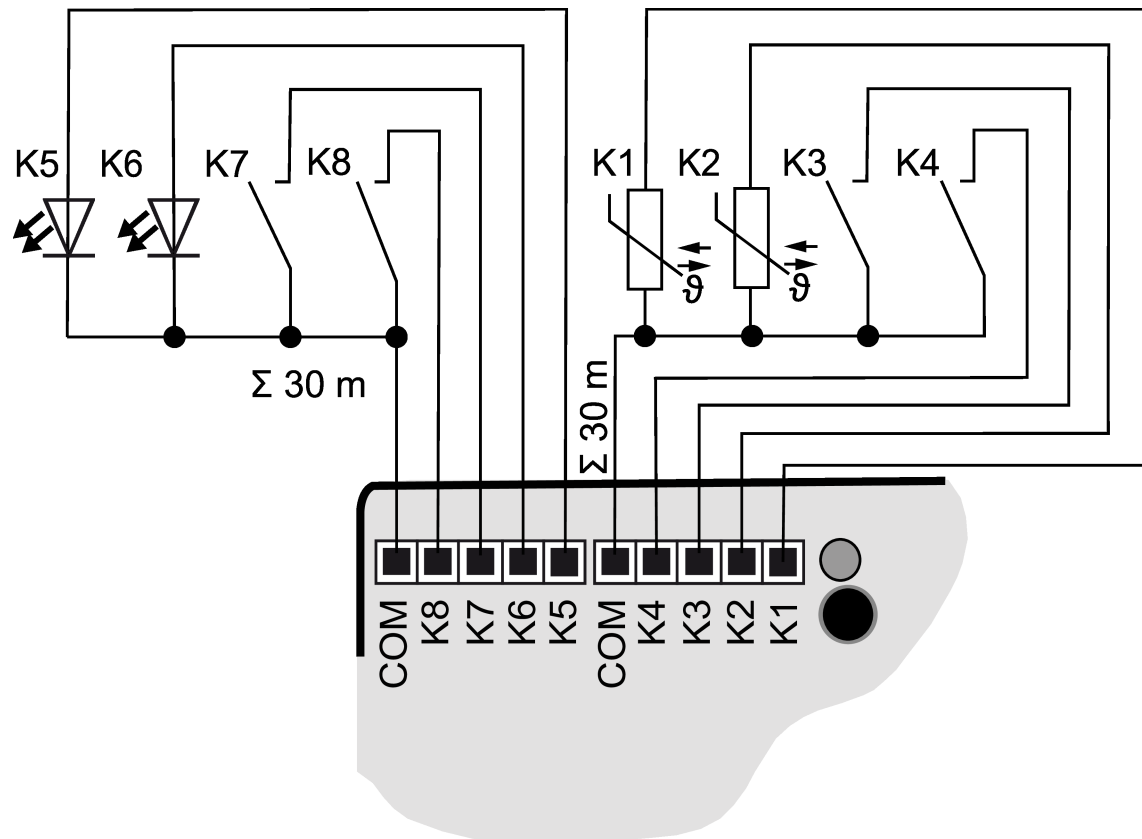 K5 K6 K7 K8 K1 K2 K3 K4
ϑ ϑ
Σ 30 m
Σ 30 m
COM
K8
K7
K6
K5
COM
K4
K3
K2
K1